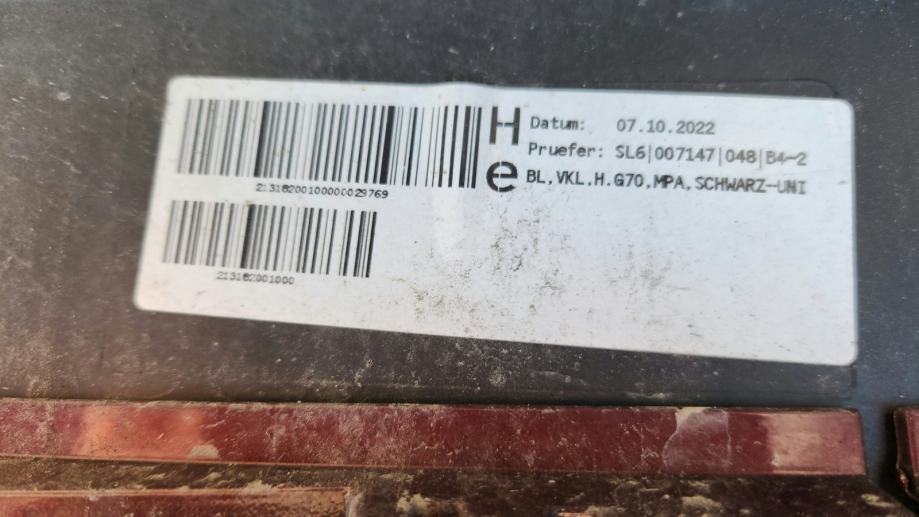 H Datum: 07.10.2022
Pruefer: SL6|007147|048|B4-2
e BL,VKL,H.G70,MPA,SCHWARZ-UNI
21316200100000029769
213162001000